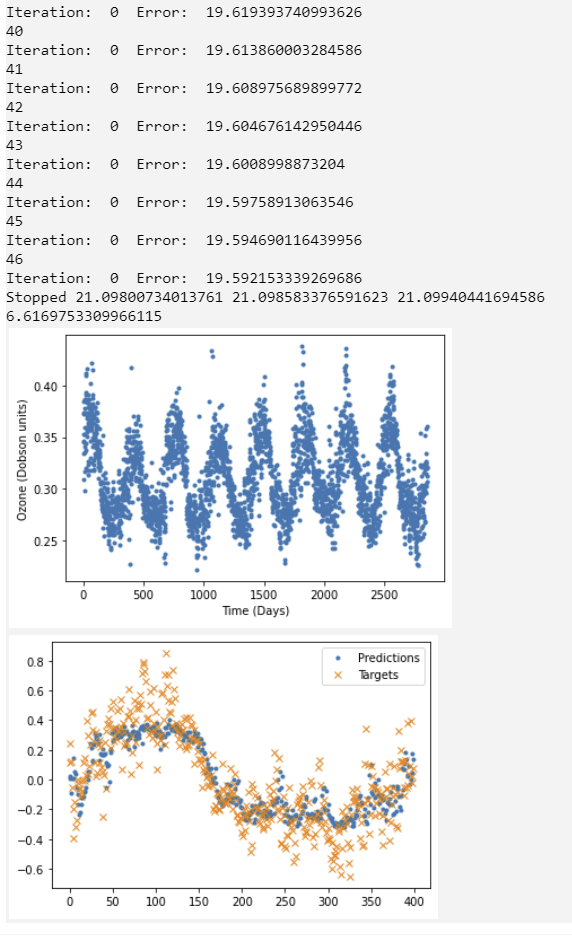 Iteration:  0  Error:  19.619393740993626
40
Iteration:  0  Error:  19.613860003284586
41
Iteration:  0  Error:  19.608975689899772
42
Iteration:  0  Error:  19.604676142950446
43
Iteration:  0  Error:  19.6008998873204
44
Iteration:  0  Error:  19.59758913063546
45
Iteration:  0  Error:  19.594690116439956
46
Iteration:  0  Error:  19.592153339269686
Stopped 21.09800734013761 21.098583376591623 21.09940441694586
6.6169753309966115
0.40
0.35
0.30
0.25
Ozone (Dobson units)
0 500 1000 1500 2000 2500
Time (Days)
Predictions
Targets
0.8
0.6
0.4
0.2
0.0
−0.2
−0.4
−0.6
0 50 100 150 200 250 300 350 400